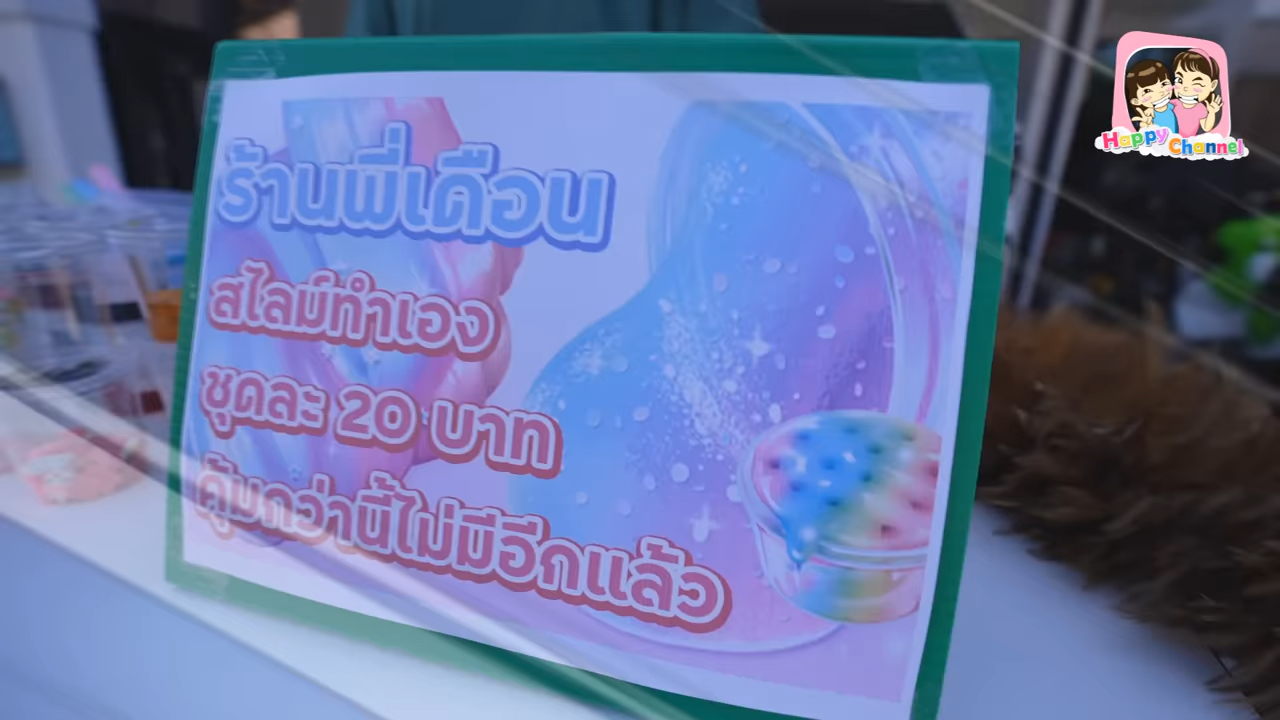 ร้านพี่เดือน
สไลม์ทำเอง
ชุดละ 20 บาท
คุ้มกว่านี้ไม่มีอีกแล้ว
Happy Channel